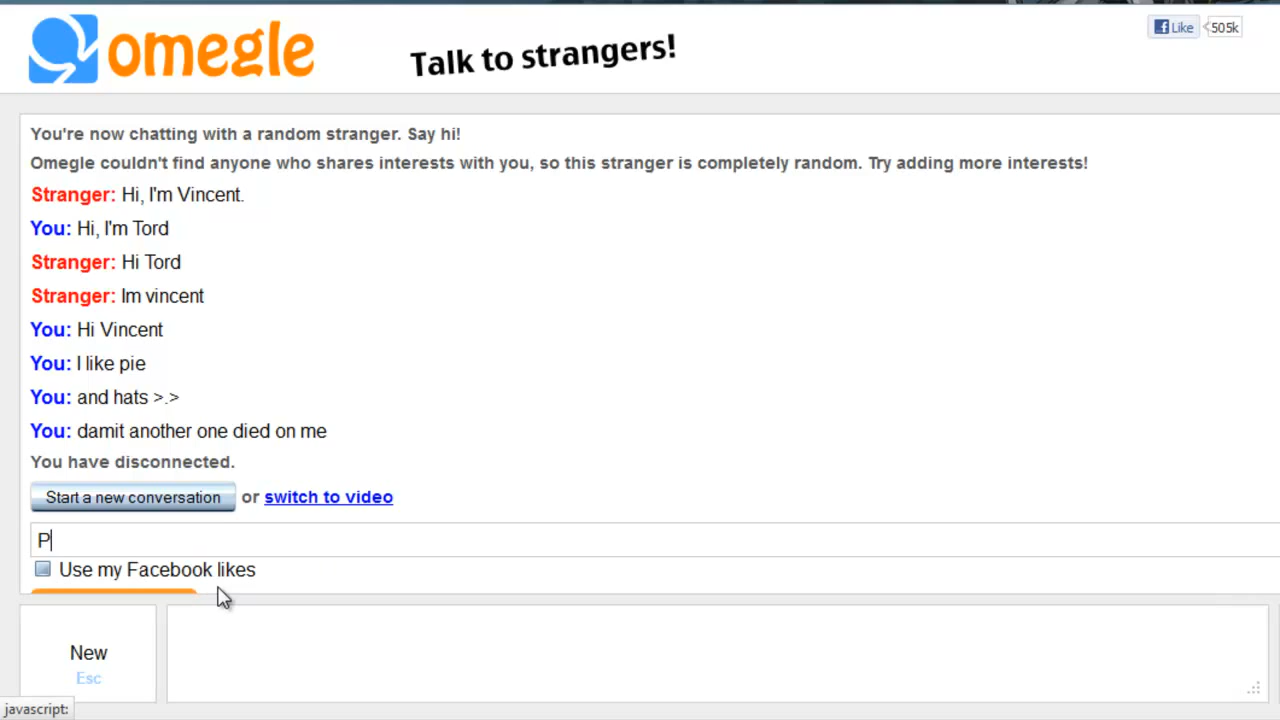 omegle
Talk to strangers!
Like
505k
You're now chatting with a random stranger. Say hi!
Omegle couldn't find anyone who shares interests with you, so this stranger is completely random. Try adding more interests!
Stranger: Hi, I'm Vincent.
You: Hi, I'm Tord
Stranger: Hi Tord
Stranger: Im vincent
You: Hi Vincent
You: I like pie
You: and hats >.>
You: damit another one died on me
You have disconnected.
Start a new conversation or switch to video
P
Use my Facebook likes
New
Esc
javascript: